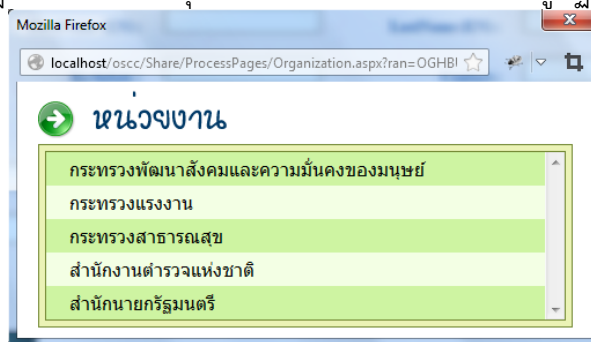 Mozilla Firefox
localhost/oscc/Share/ProcessPages/Organization.aspx?ran=OGHB
หน่วยงาน
กระทรวงพัฒนาสังคมและความมั่นคงของมนุษย์
กระทรวงแรงงาน
กระทรวงสาธารณสุข
สำนักงานตำรวจแห่งชาติ
สำนักนายกรัฐมนตรี